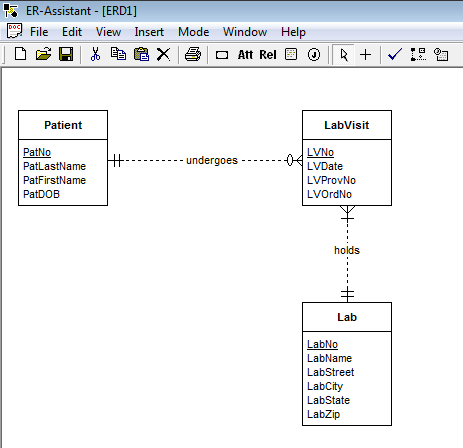 ER-Assistant - [ERD1]
DOC File Edit View Insert Mode Window Help
Att Rel
Patient
PatNo
PatLastName
PatFirstName
PatDOB
undergoes
LabVisit
LVNo
LVDate
LVProvNo
LVOrdNo
holds
Lab
LabNo
LabName
LabStreet
LabCity
LabState
LabZip